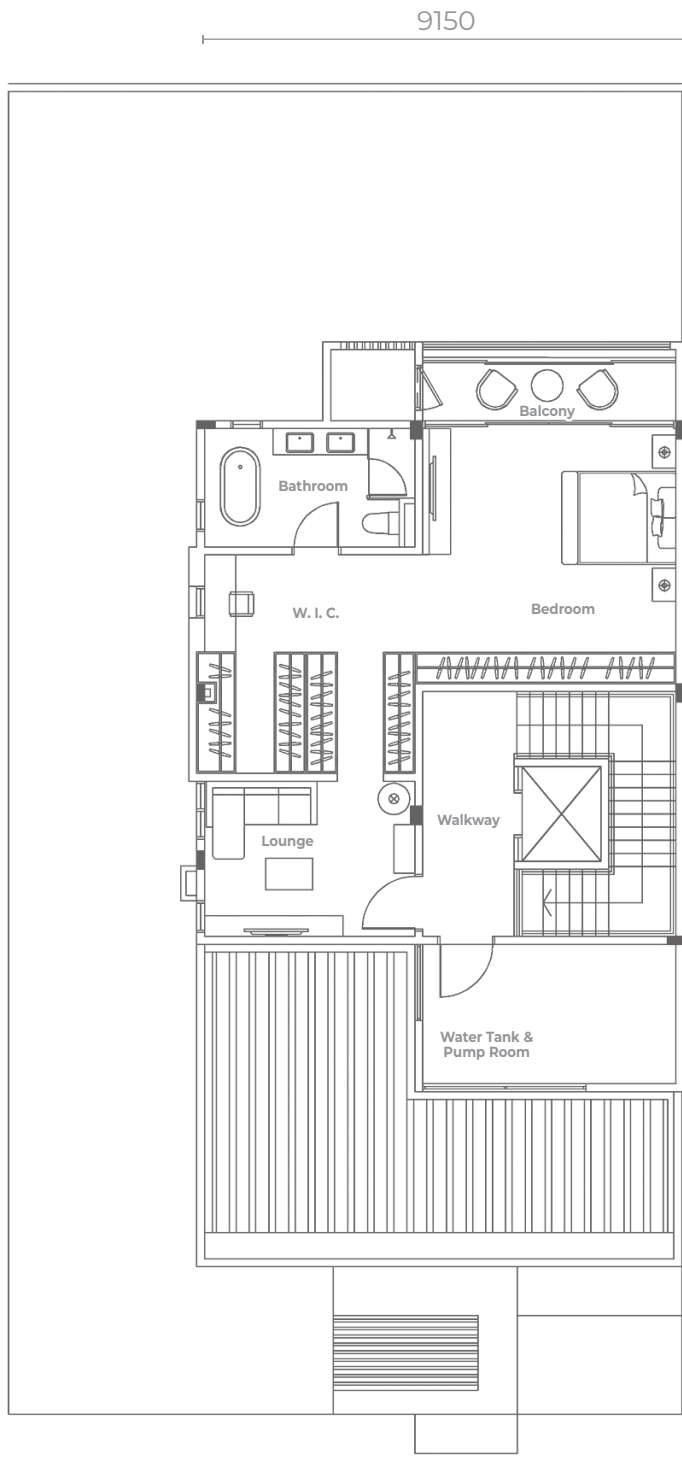 9150
Balcony
Bathroom
W. I. C.
Bedroom
Walkway
Lounge
Water Tank &
Pump Room